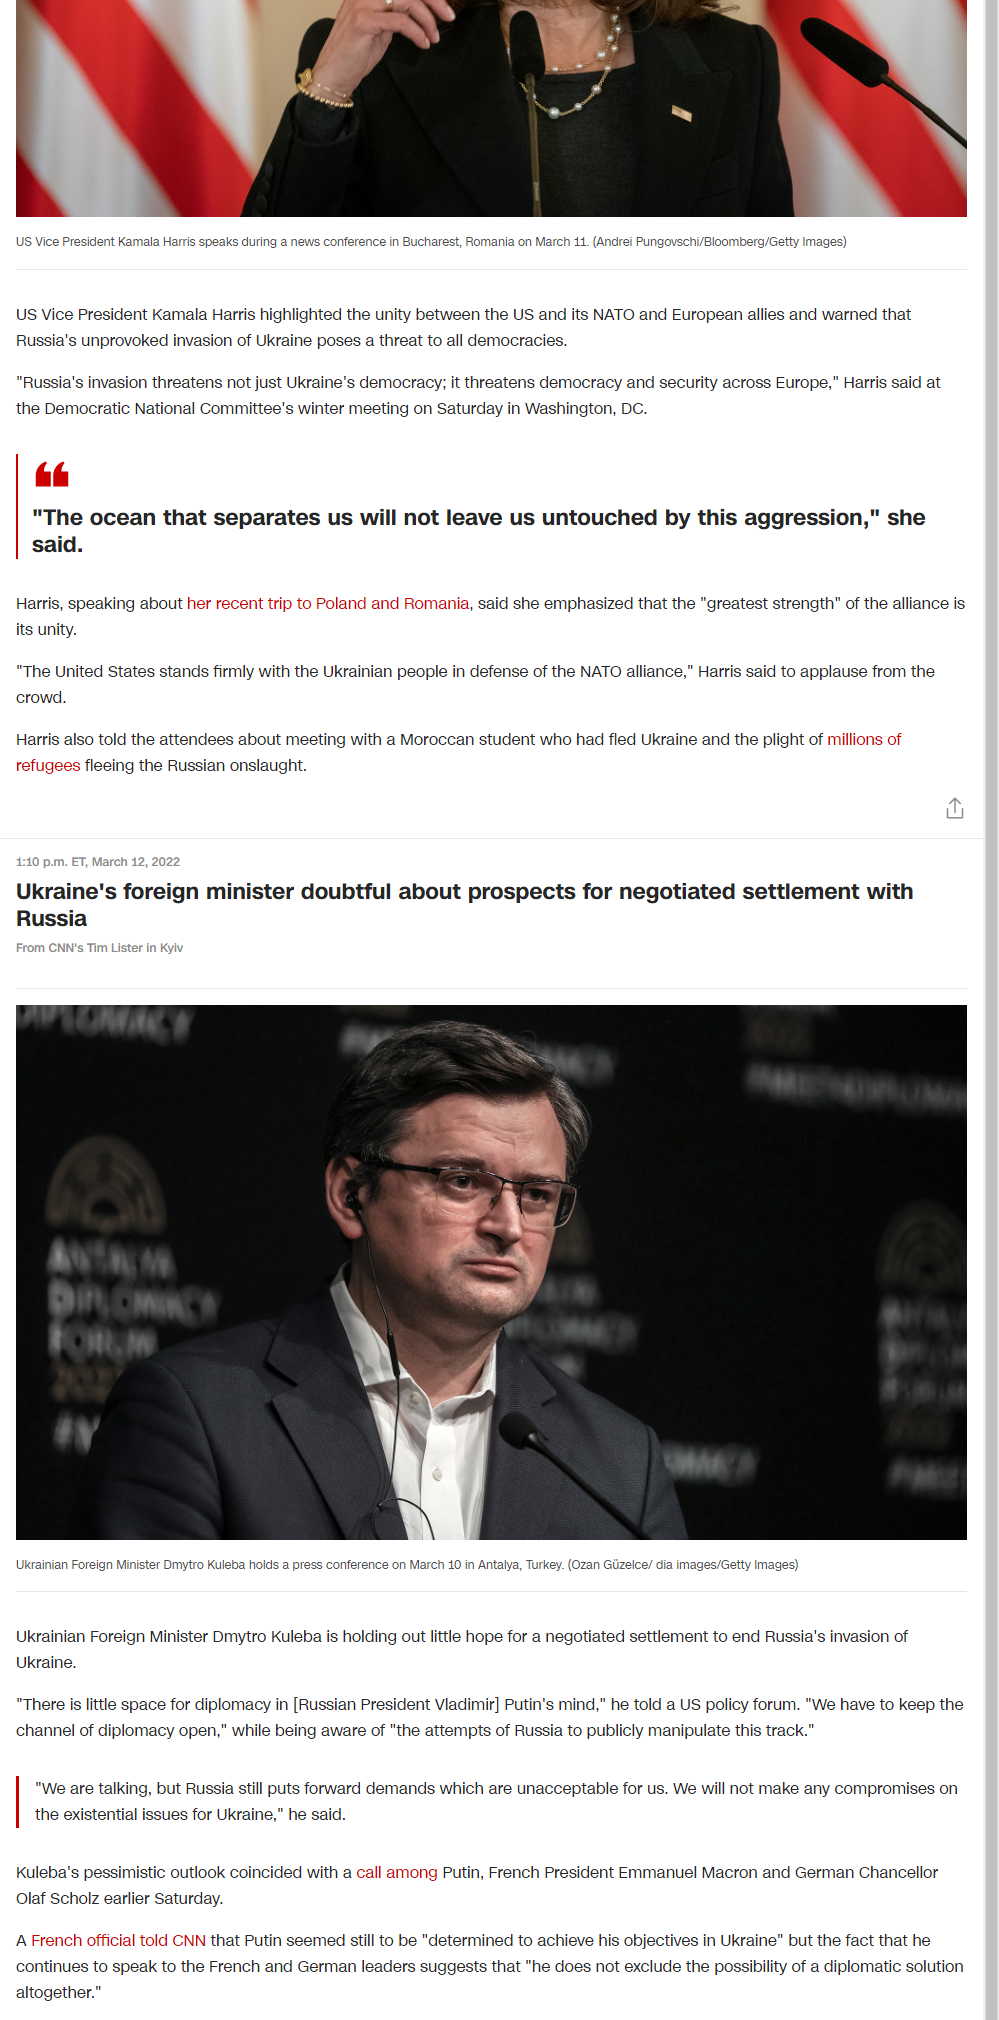 US Vice President Kamala Harris speaks during a news conference in Bucharest, Romania on March 11. (Andrei Pungovschi/Bloomberg/Getty Images)
US Vice President Kamala Harris highlighted the unity between the US and its NATO and European allies and warned that
Russia's unprovoked invasion of Ukraine poses a threat to all democracies.
"Russia's invasion threatens not just Ukraine's democracy; it threatens democracy and security across Europe," Harris said at
the Democratic National Committee's winter meeting on Saturday in Washington, DC.
"The ocean that separates us will not leave us untouched by this aggression," she
said.
Harris, speaking about her recent trip to Poland and Romania, said she emphasized that the "greatest strength" of the alliance is
its unity.
"The United States stands firmly with the Ukrainian people in defense of the NATO alliance," Harris said to applause from the
crowd.
Harris also told the attendees about meeting with a Moroccan student who had fled Ukraine and the plight of millions of
refugees fleeing the Russian onslaught.
1:10 p.m. ET, March 12, 2022
Ukraine's foreign minister doubtful about prospects for negotiated settlement with
Russia
From CNN's Tim Lister in Kyiv
ANTALYA
DIPLOMACY
FORUM
Ukrainian Foreign Minister Dmytro Kuleba holds a press conference on March 10 in Antalya, Turkey. (Ozan Güzelce/ dia images/Getty Images)
Ukrainian Foreign Minister Dmytro Kuleba is holding out little hope for a negotiated settlement to end Russia's invasion of
Ukraine.
"There is little space for diplomacy in [Russian President Vladimir] Putin's mind," he told a US policy forum. "We have to keep the
channel of diplomacy open," while being aware of "the attempts of Russia to publicly manipulate this track."
"We are talking, but Russia still puts forward demands which are unacceptable for us. We will not make any compromises on
the existential issues for Ukraine," he said.
Kuleba's pessimistic outlook coincided with a call among Putin, French President Emmanuel Macron and German Chancellor
Olaf Scholz earlier Saturday.
A French official told CNN that Putin seemed still to be "determined to achieve his objectives in Ukraine" but the fact that he
continues to speak to the French and German leaders suggests that "he does not exclude the possibility of a diplomatic solution
altogether."